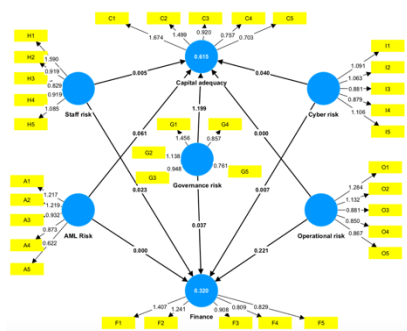 C1
C2
C3
C4
C5
1.674
1.499
0.920
0.757
0.703
H1
H2
H3
H4
H5
1.590
0.919
0.829
0.919
1.085
Staff risk
0.615
Capital adequacy
0.005
0.040
I1
I2
I3
I4
I5
1.091
1.063
0.881
0.879
1.106
Cyber risk
1.199
0.061
0.000
G1
G4
1.456
0.857
G2
1.138
G3
0.948
0.761
G5
Governance risk
0.023
0.007
A1
A2
A3
A4
A5
1.217
1.219
0.932
0.873
0.622
AML Risk
0.037
O1
O2
O3
O4
O5
1.284
1.132
0.881
0.850
0.867
Operational risk
0.000
0.221
0.320
Finance
1.407
1.241
0.908
0.809
0.829
F1
F2
F3
F4
F5